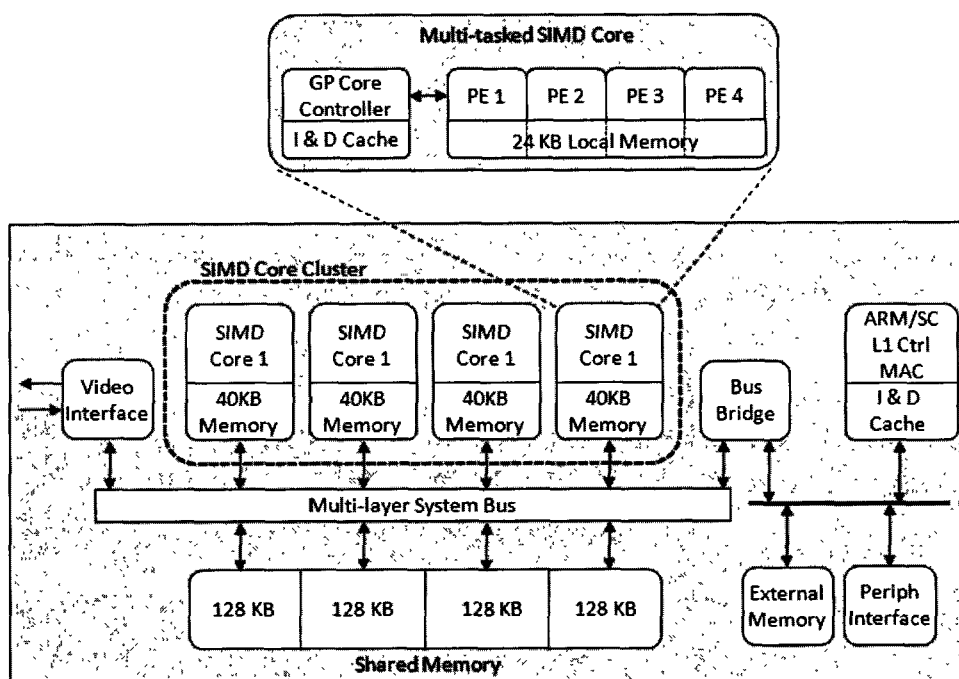 Multi-tasked SIMD Core
GP Core
Controller
I & D Cache
PE 1
PE 2
PE 3
PE 4
24 KB Local Memory
SIMD Core Cluster
SIMD
Core 1
40KB
Memory
SIMD
Core 1
40KB
Memory
SIMD
Core 1
40KB
Memory
SIMD
Core 1
40KB
Memory
Video
Interface
Bus
Bridge
ARM/SC
L1 Ctrl
MAC
I & D
Cache
Multi-layer System Bus
128 KB
128 KB
128 KB
128 KB
Shared Memory
External
Memory
Periph
Interface